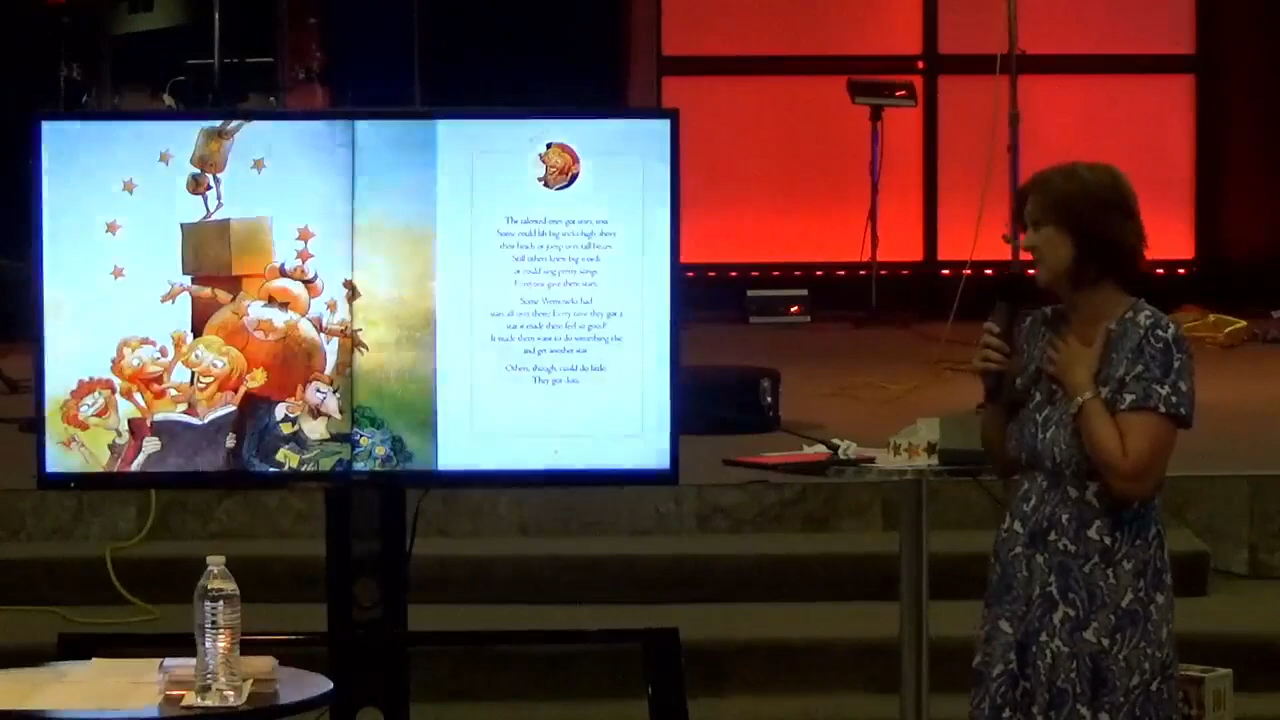 The talented ones got stars, too.
Some could lift big sticks high above
their heads or jump over tall boxes.
Still others knew big words
or could sing pretty songs.
Everyone gave them stars.
Some Wemmicks had
stars all over them! Every time they got a
star it made them feel so good!
It made them want to do something else
and get another star.
Others, though, could do little.
They got dots.